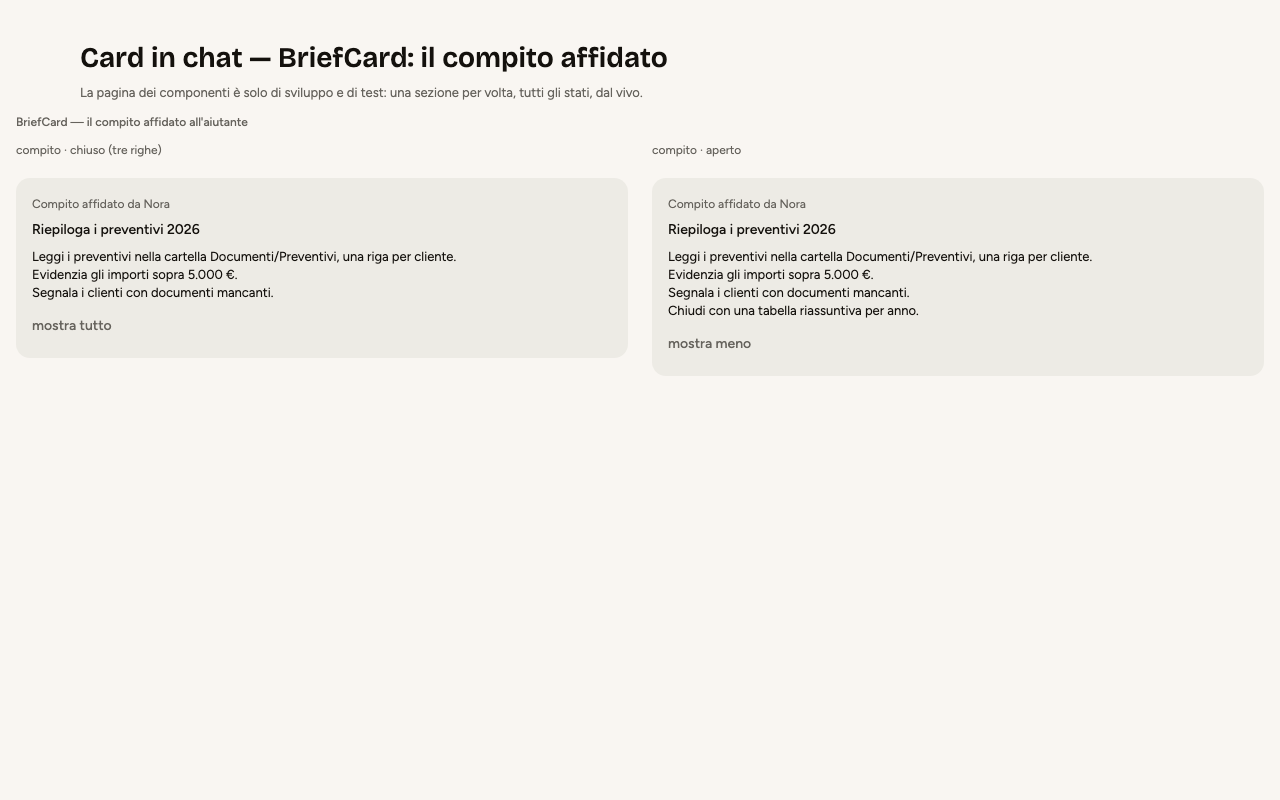 Card in chat — BriefCard: il compito affidato
La pagina dei componenti è solo di sviluppo e di test: una sezione per volta, tutti gli stati, dal vivo.
BriefCard — il compito affidato all'aiutante
compito · chiuso (tre righe)
Compito affidato da Nora
Riepiloga i preventivi 2026
Leggi i preventivi nella cartella Documenti/Preventivi, una riga per cliente.
Evidenzia gli importi sopra 5.000 €.
Segnala i clienti con documenti mancanti.
mostra tutto
compito · aperto
Compito affidato da Nora
Riepiloga i preventivi 2026
Leggi i preventivi nella cartella Documenti/Preventivi, una riga per cliente.
Evidenzia gli importi sopra 5.000 €.
Segnala i clienti con documenti mancanti.
Chiudi con una tabella riassuntiva per anno.
mostra meno